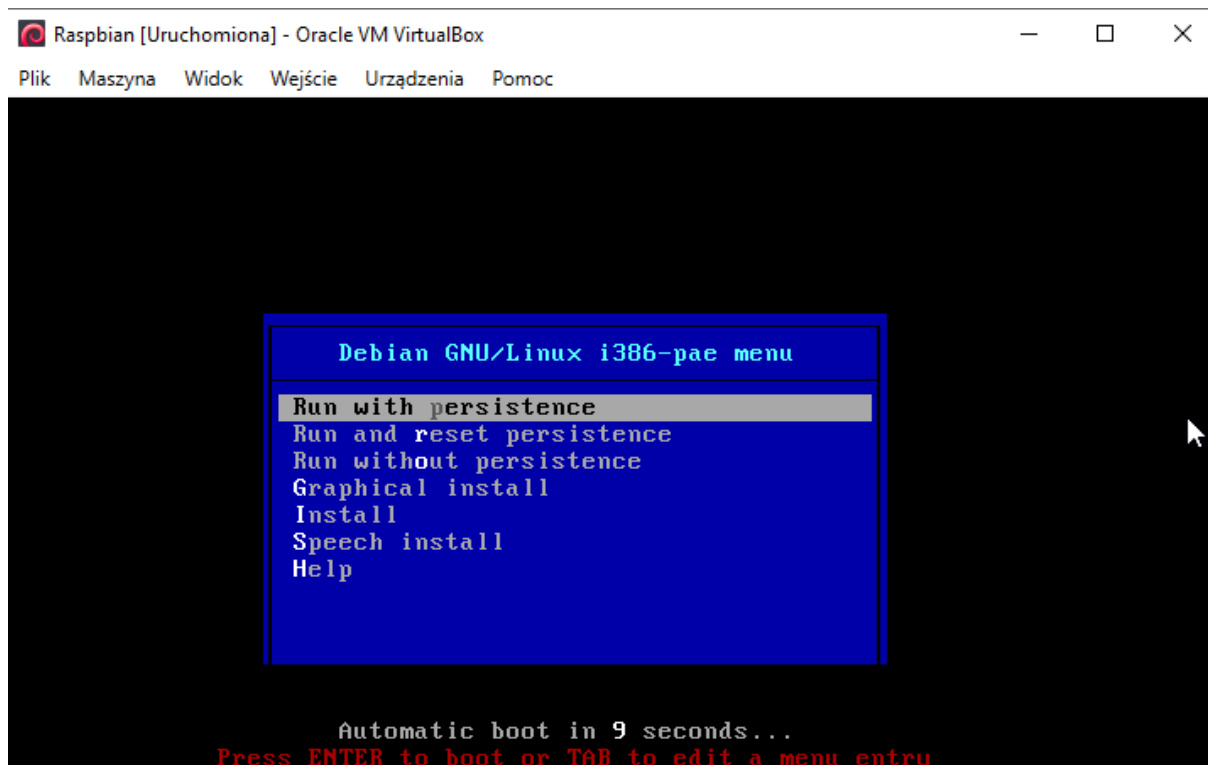 Raspbian [Uruchomiona] - Oracle VM VirtualBox
Plik Maszyna Widok Wejście Urządzenia Pomoc
Debian GNU/Linux i386-pae menu
Run with persistence
Run and reset persistence
Run without persistence
Graphical install
Install
Speech install
Help
Automatic boot in 9 seconds...
Press ENTER to boot or TAB to edit a menu entry